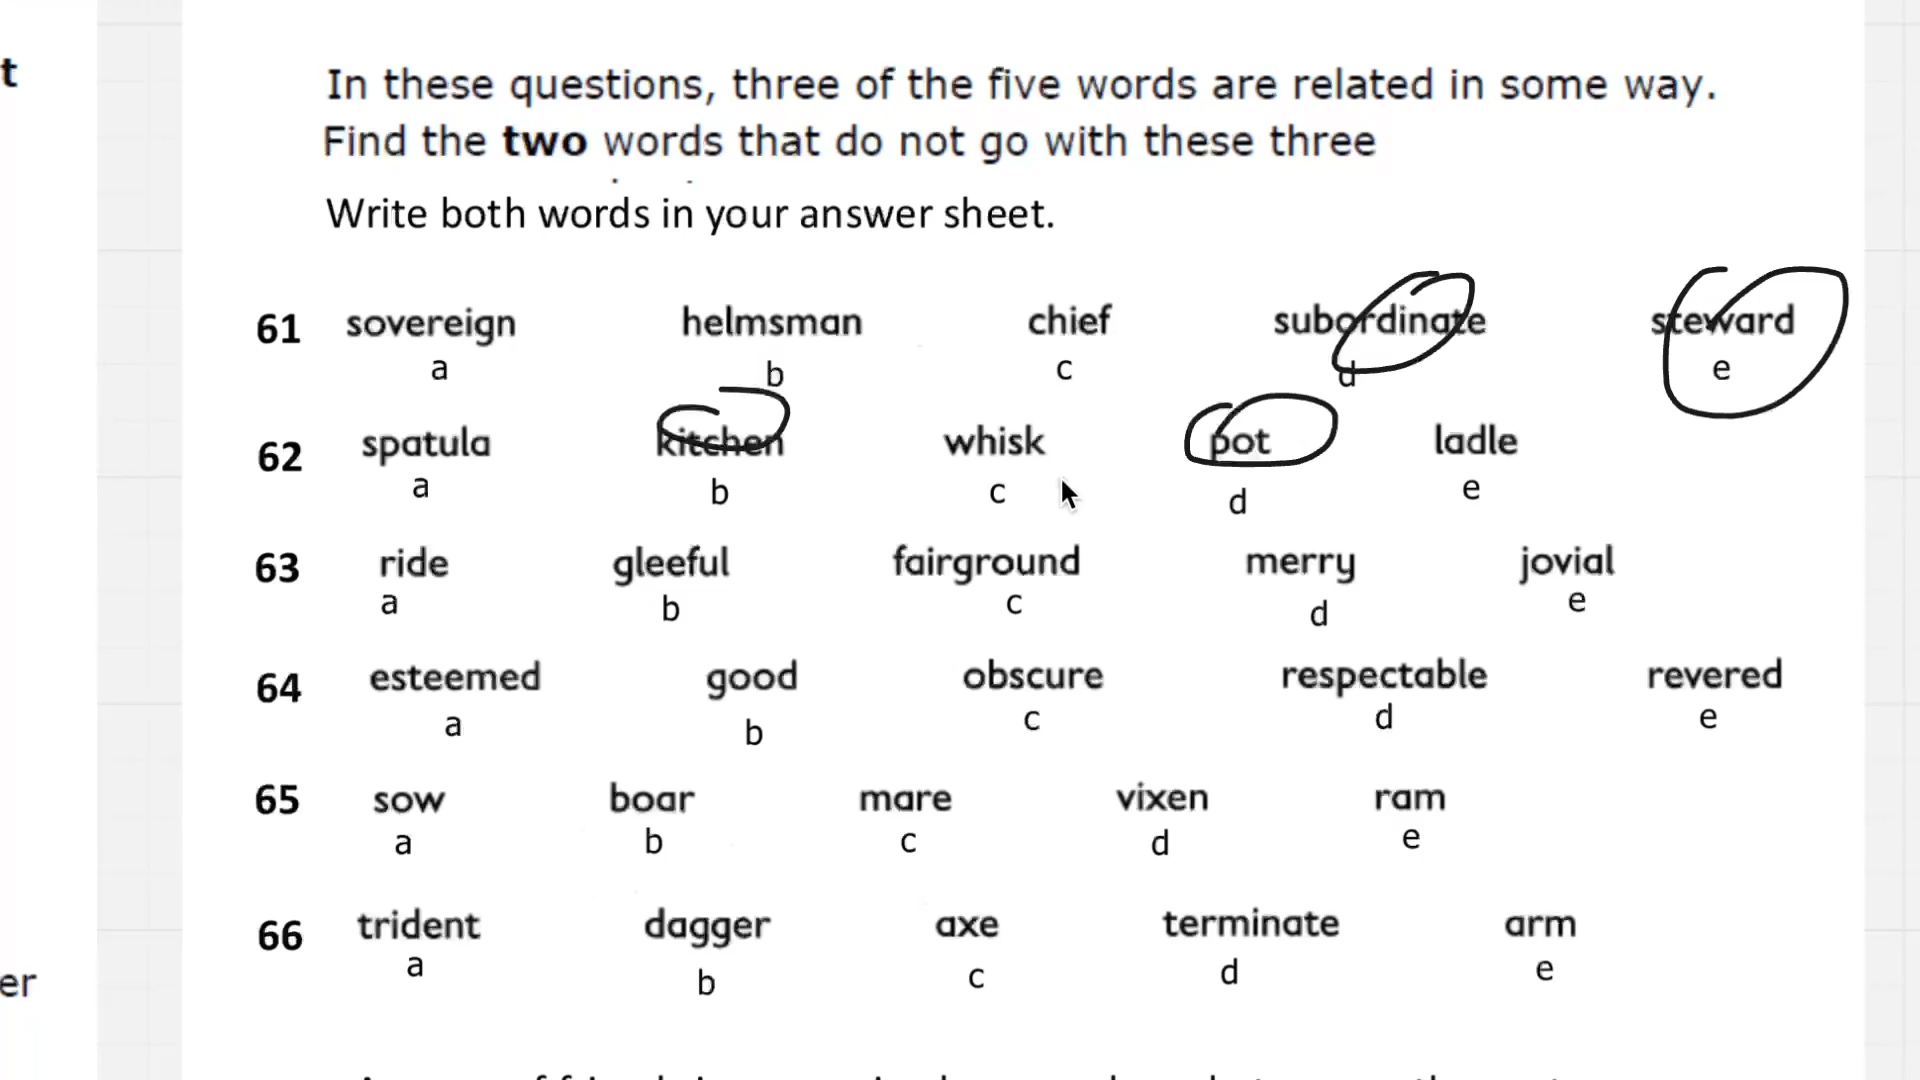 t
In these questions, three of the five words are related in some way.
Find the two words that do not go with these three
Write both words in your answer sheet.
61 sovereign helmsman chief subordinate steward
a b c d e
62 spatula kitchen whisk pot ladle
a b c d e
63 ride gleeful fairground merry jovial
a b c d e
64 esteemed good obscure respectable revered
a b c d e
65 sow boar mare vixen ram
a b c d e
66 trident dagger axe terminate arm
a b c d e
er